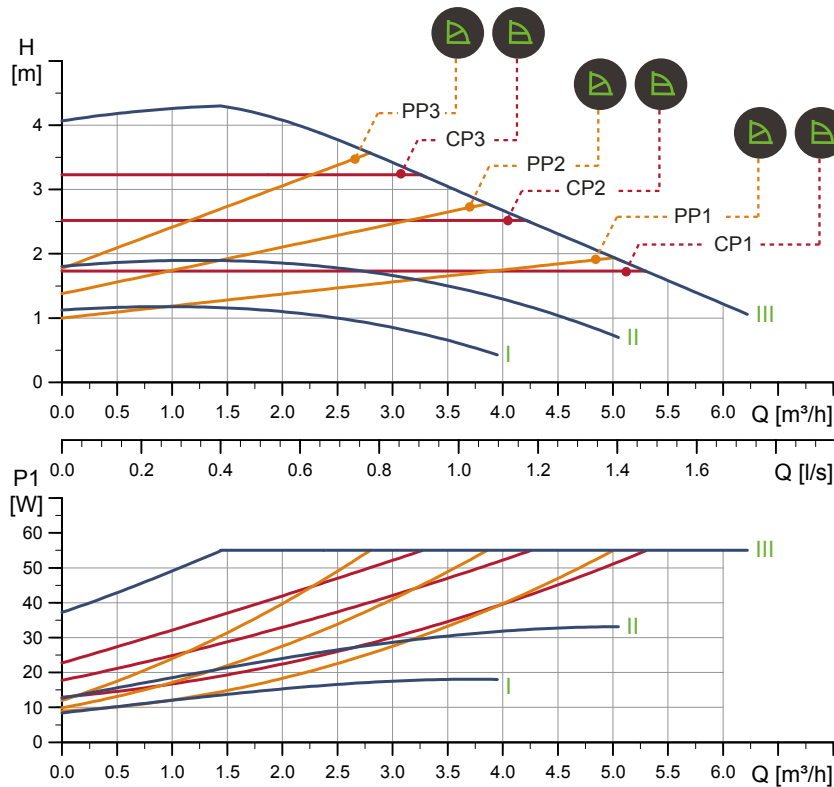 H
[m]
PP3
CP3
PP2
CP2
PP1
CP1
4
3
2
1
0
III
II
I
0.0 0.5 1.0 1.5 2.0 2.5 3.0 3.5 4.0 4.5 5.0 5.5 6.0 Q [m³/h]
0.0 0.2 0.4 0.6 0.8 1.0 1.2 1.4 1.6 Q [l/s]
P1
[W]
60
50
40
30
20
10
0
III
II
I
0.0 0.5 1.0 1.5 2.0 2.5 3.0 3.5 4.0 4.5 5.0 5.5 6.0 Q [m³/h]